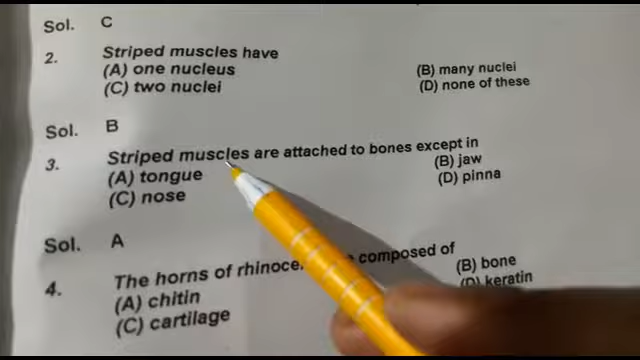 Sol. C
2. Striped muscles have
(A) one nucleus (B) many nuclei
(C) two nuclei (D) none of these
Sol. B
3. Striped muscles are attached to bones except in
(A) tongue (B) jaw
(C) nose (D) pinna
Sol. A
4. The horns of composed of
(A) chitin (B) bone
(C) cartilage (D) keratin